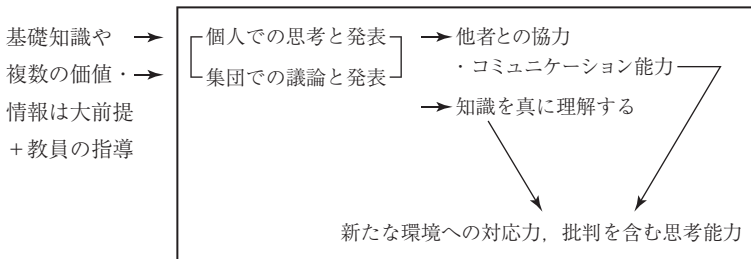 基礎知識や
複数の価値・
情報は大前提
+教員の指導
個人での思考と発表
集団での議論と発表
他者との協力
・コミュニケーション能力
知識を真に理解する
新たな環境への対応力，批判を含む思考能力